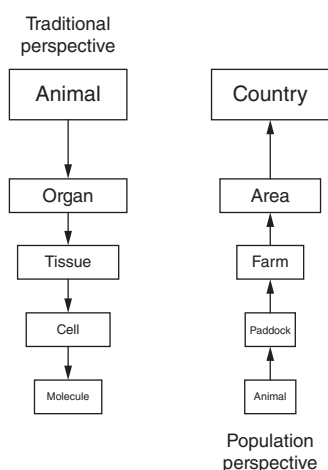 Traditional
perspective
Animal
Organ
Tissue
Cell
Molecule
Country
Area
Farm
Paddock
Animal
Population
perspective